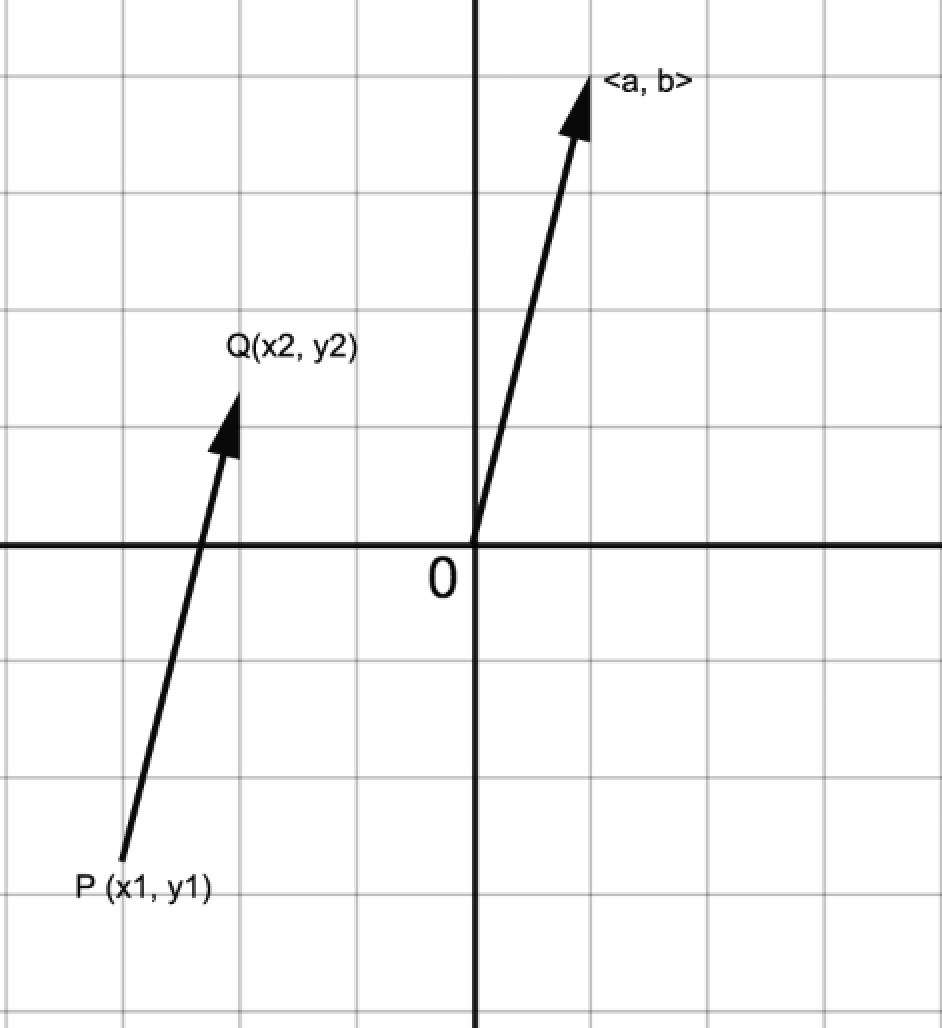 <a, b>
Q(x2, y2)
0
P (x1, y1)